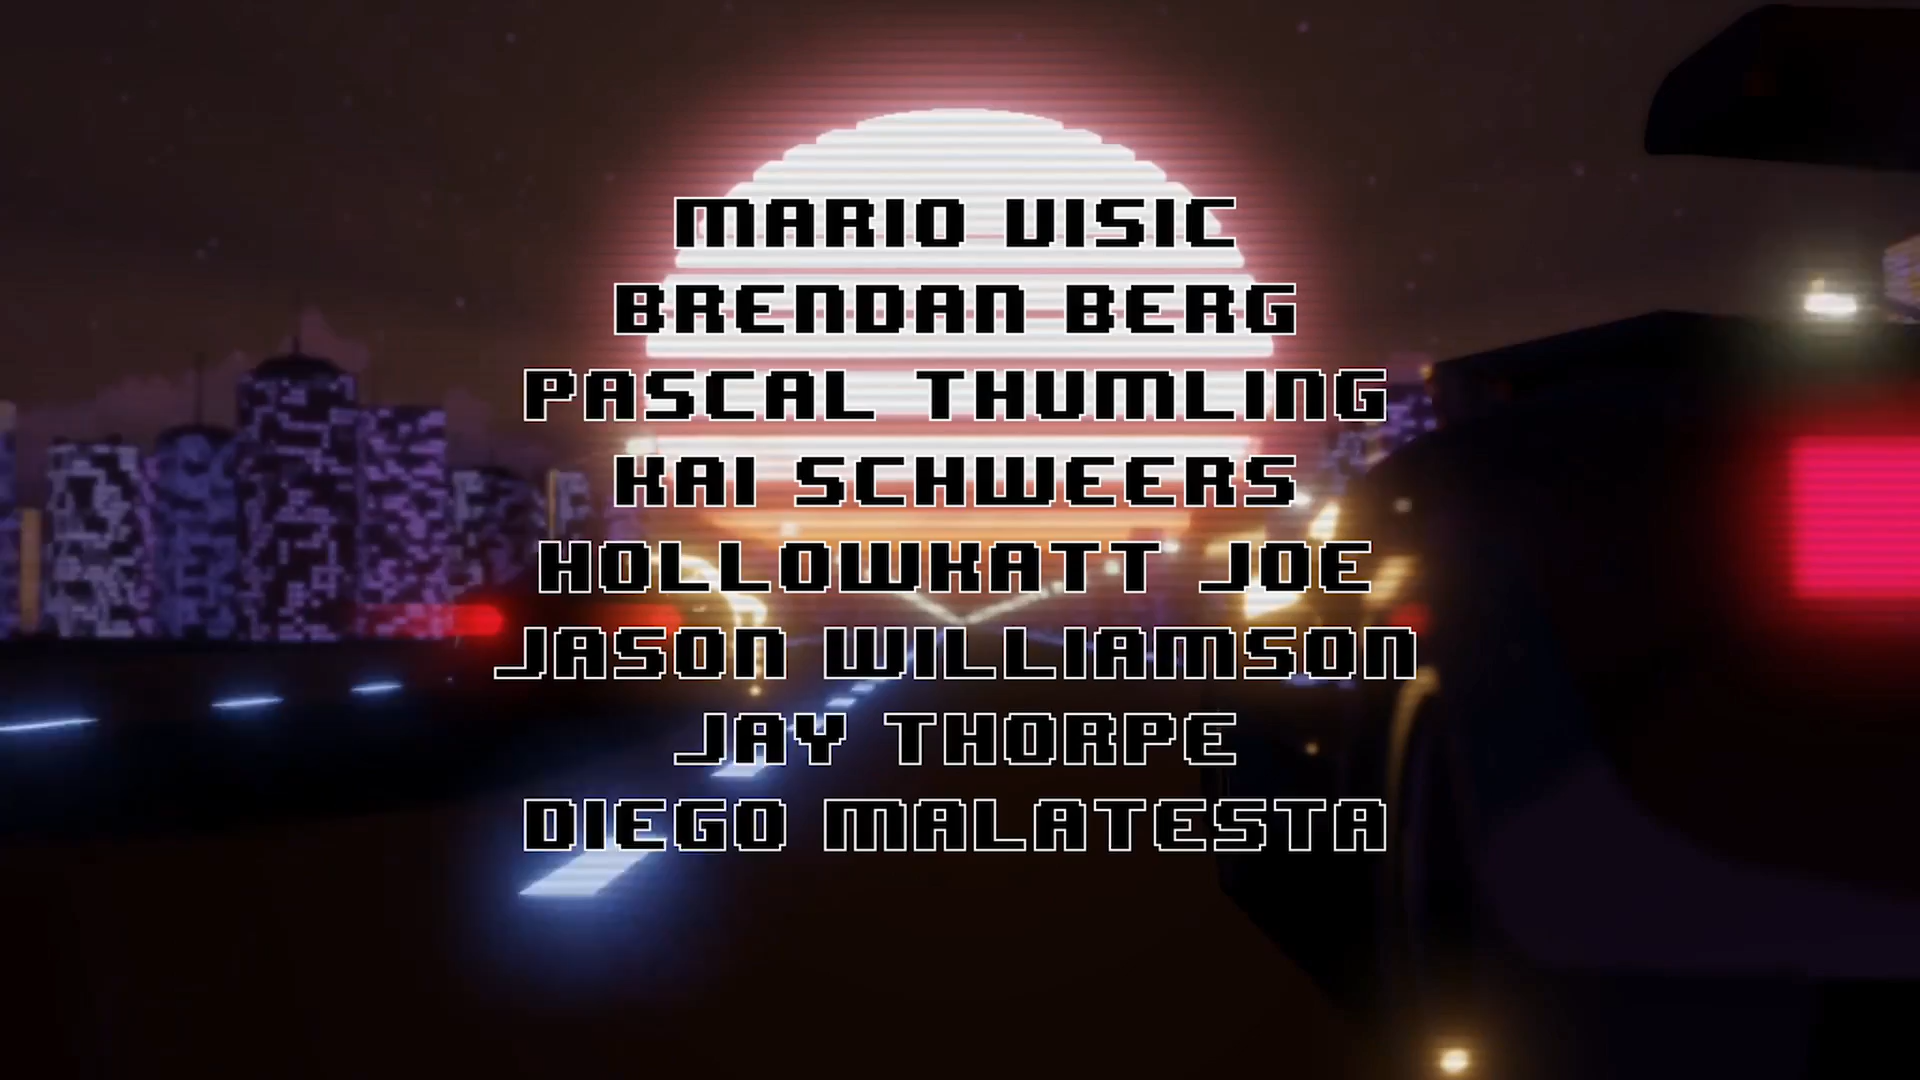 MARIO VISIC
BRENDAN BERG
PASCAL THUMLING
KAI SCHWEERS
HOLLOWKATT JOE
JASON WILLIAMSON
JAY THORPE
DIEGO MALATESTA